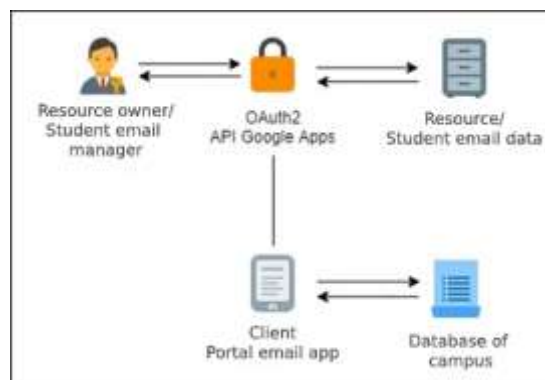 Resource owner/
Student email
manager
OAuth2
API Google Apps
Resource/
Student email data
Client
Portal email app
Database of
campus